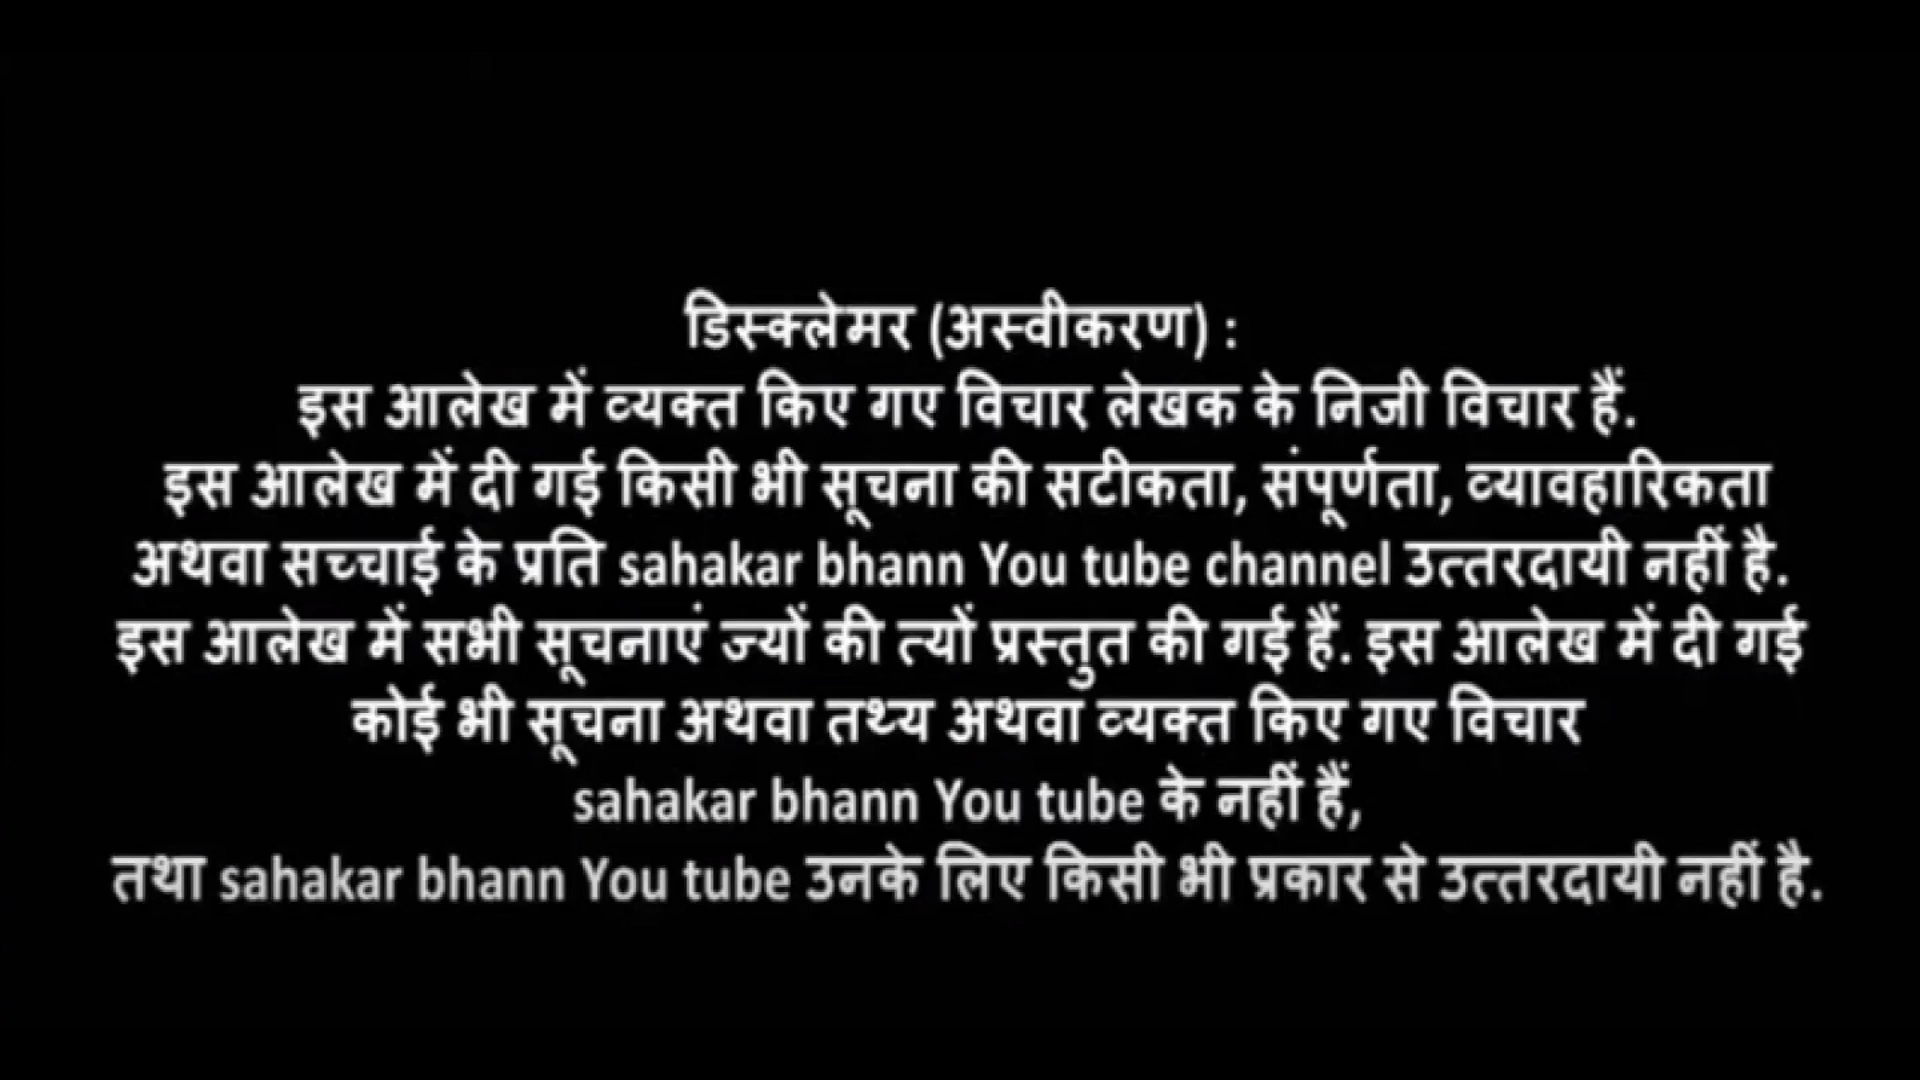 डिस्क्लेमर (अस्वीकरण) :
इस आलेख में व्यक्त किए गए विचार लेखक के निजी विचार हैं.
इस आलेख में दी गई किसी भी सूचना की सटीकता, संपूर्णता, व्यावहारिकता
अथवा सच्चाई के प्रति sahakar bhann You tube channel उत्तरदायी नहीं है.
इस आलेख में सभी सूचनाएं ज्यों की त्यों प्रस्तुत की गई हैं. इस आलेख में दी गई
कोई भी सूचना अथवा तथ्य अथवा व्यक्त किए गए विचार
sahakar bhann You tube के नहीं हैं,
तथा sahakar bhann You tube उनके लिए किसी भी प्रकार से उत्तरदायी नहीं है.